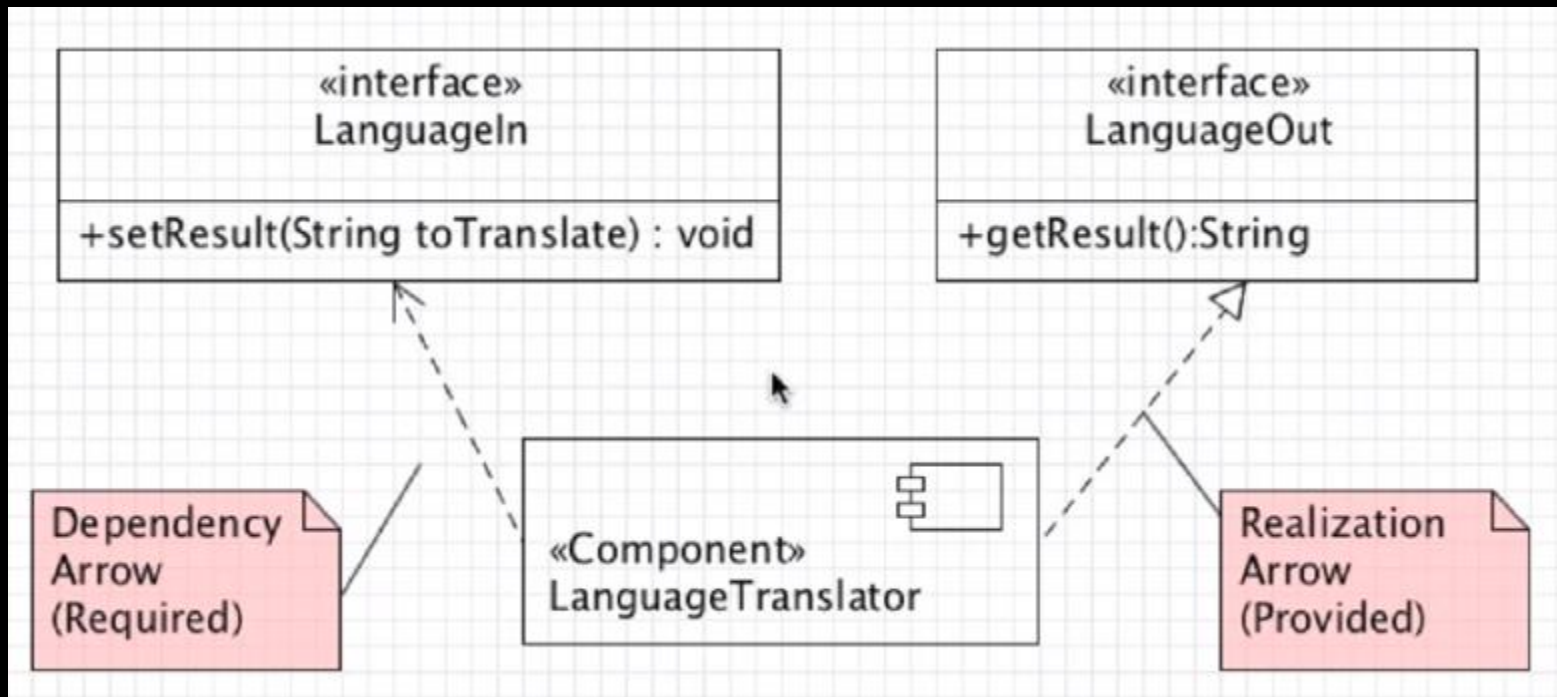 «interface»
LanguageIn
+setResult(String toTranslate) : void
«interface»
LanguageOut
+getResult():String
Dependency
Arrow
(Required)
«Component»
LanguageTranslator
Realization
Arrow
(Provided)